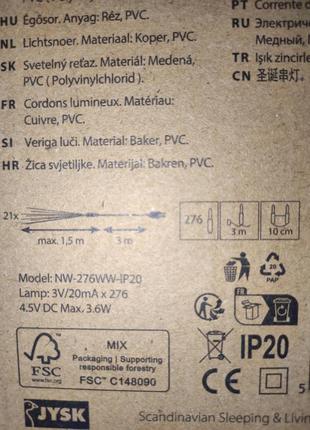 HU Égősor. Anyag: Réz, PVC.
NL Lichtsnoer. Materiaal: Koper, PVC.
SK Svetelný reťaz. Materiál: Medená,
PVC ( Polyvinylchlorid ).
FR Cordons lumineux. Matériau:
Cuivre, PVC.
SI Veriga luči. Material: Baker, PVC.
HR Žica svjetiljke. Materijal: Bakren, PVC.
PT Corrente d
RU Электриче
Медный,
TR Işık zincirle
CN 圣诞串灯。
21x
max. 1,5 m
3 m
276
3 m
10 cm
Model: NW-276WW-IP20
Lamp: 3V/20mA x 276
4.5V DC Max. 3.6W
20
PAP
FR
FSC
www.fsc.org
MIX
Packaging | Supporting
responsible forestry
FSC™ C148090
IP20
CE
5
JYSK
Scandinavian Sleeping & Livin